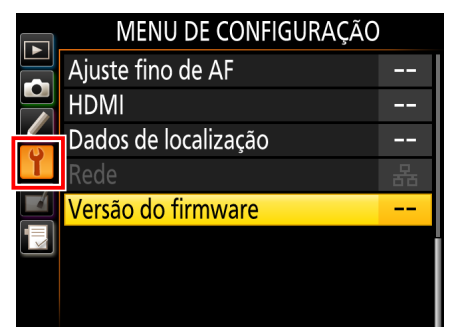 MENU DE CONFIGURAÇÃO
Ajuste fino de AF --
HDMI --
Dados de localização --
Rede
Versão do firmware --